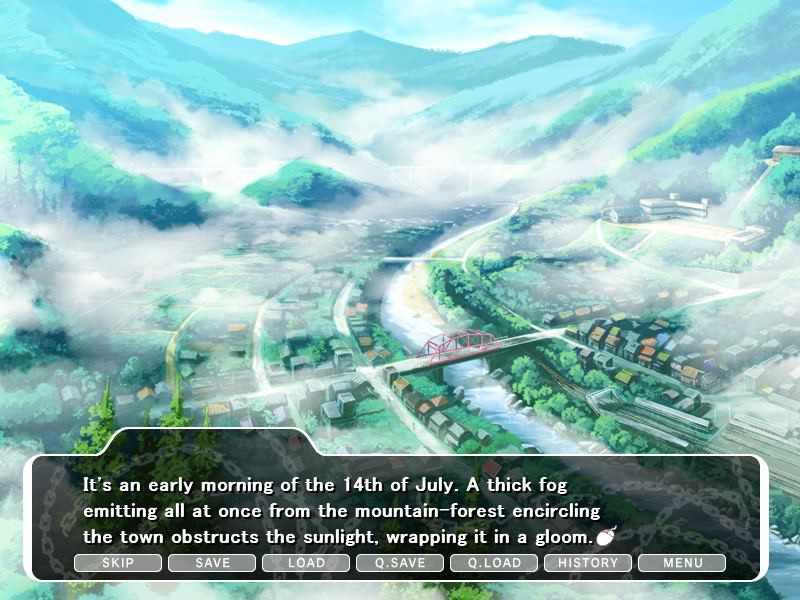 It's an early morning of the 14th of July. A thick fog
emitting all at once from the mountain-forest encircling
the town obstructs the sunlight, wrapping it in a gloom.
SKIP SAVE LOAD Q.SAVE Q.LOAD HISTORY MENU